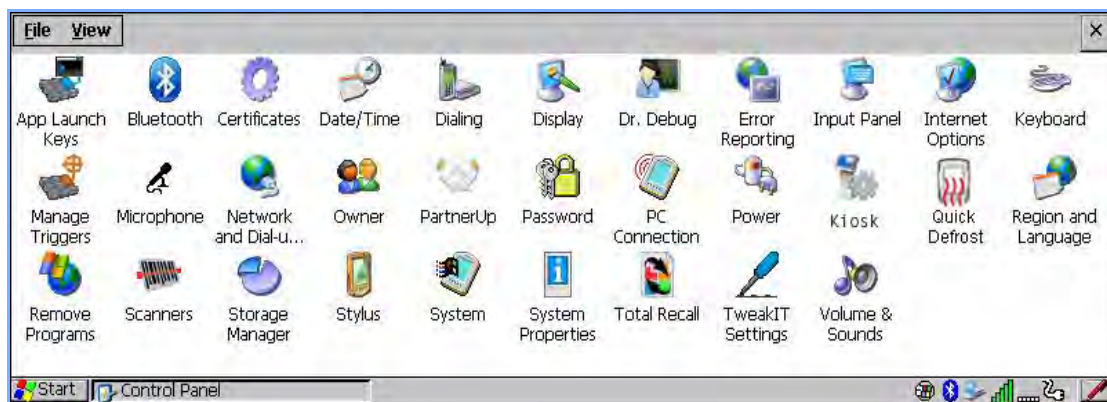 File View
App Launch Keys
Bluetooth
Certificates
Date/Time
Dialing
Display
Dr. Debug
Error Reporting
Input Panel
Internet Options
Keyboard
Manage Triggers
Microphone
Network and Dial-u...
Owner
PartnerUp
Password
PC Connection
Power
Kiosk
Quick Defrost
Region and Language
Remove Programs
Scanners
Storage Manager
Stylus
System
System Properties
Total Recall
TweakIT Settings
Volume & Sounds
Start Control Panel